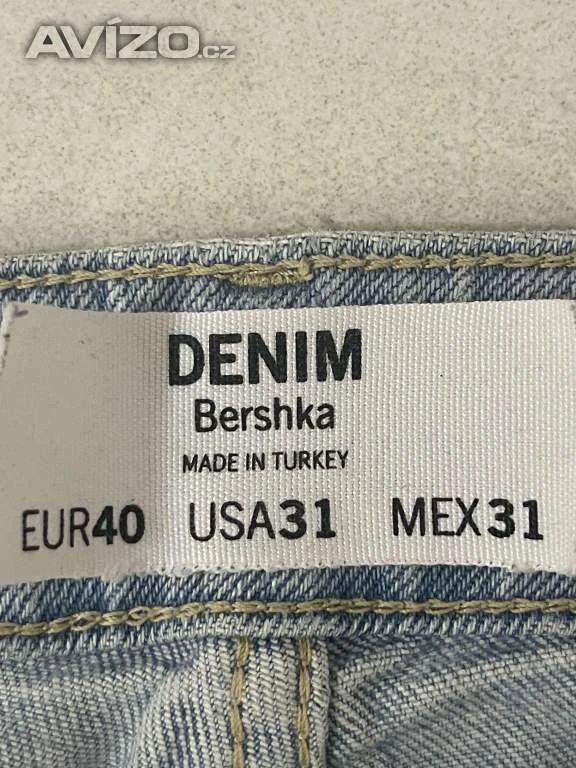 AVÍZO.cz
DENIM
Bershka
MADE IN TURKEY
EUR40 USA31 MEX31